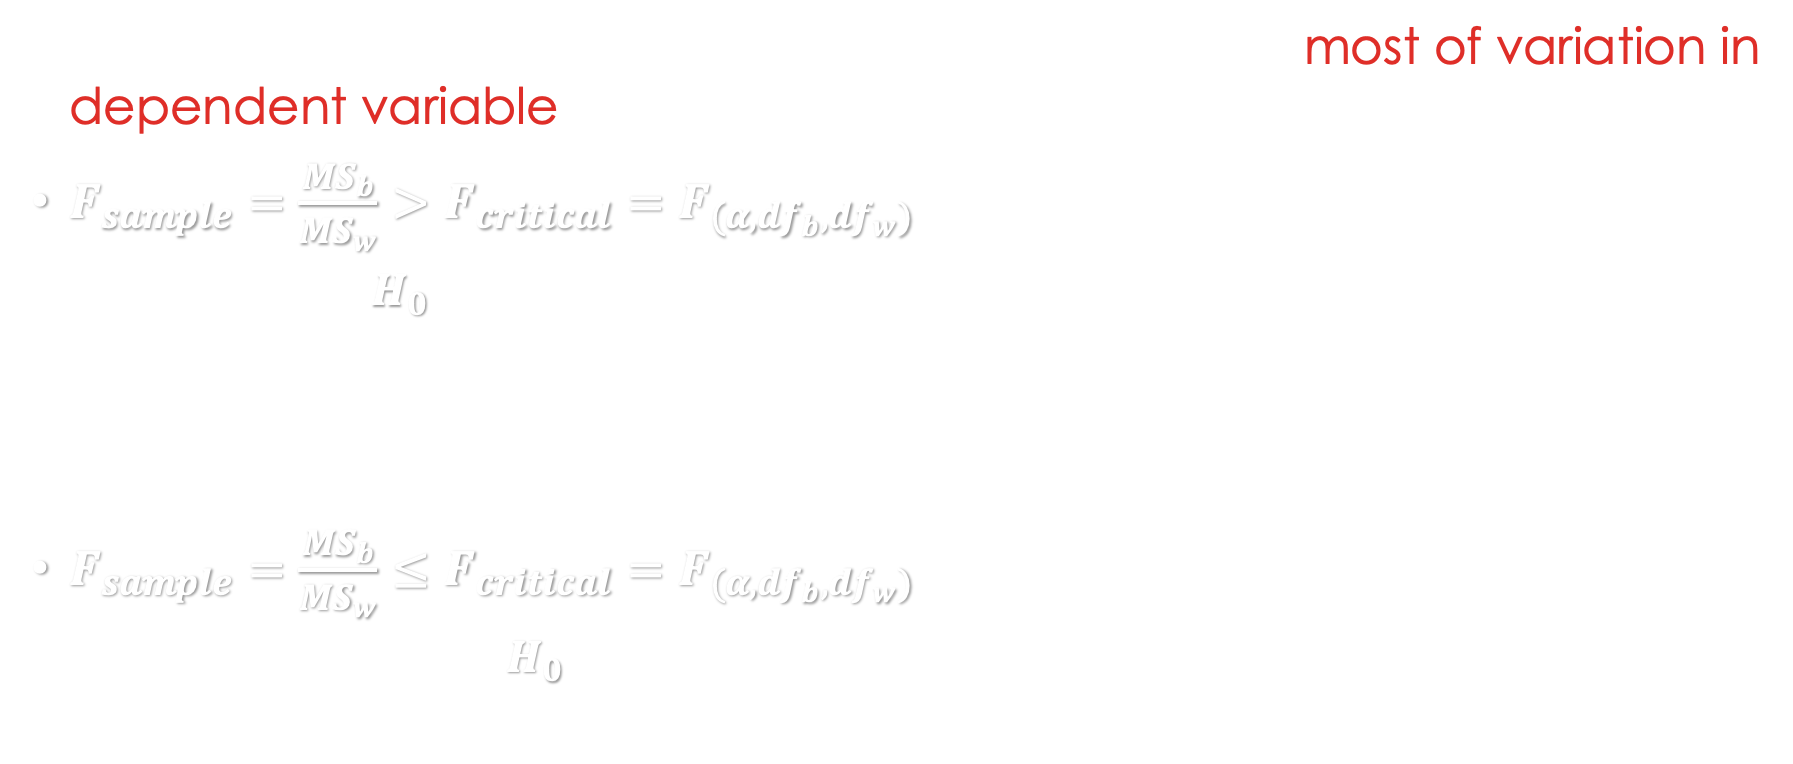 most of variation in
dependent variable
• F_sample = MS_b / MS_w > F_critical = F_(α,df_b,df_w)
H_0
• F_sample = MS_b / MS_w ≤ F_critical = F_(α,df_b,df_w)
H_0